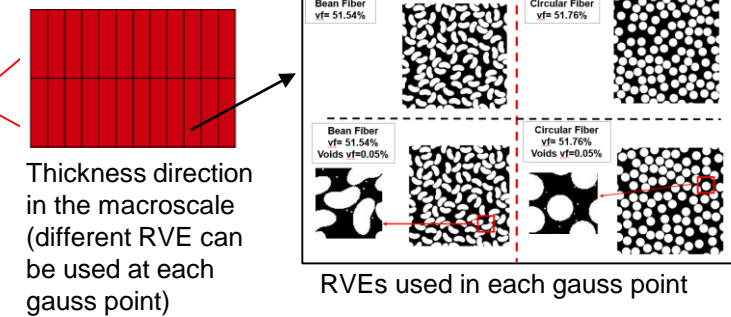 Bean Fiber
vf= 51.54%
Circular Fiber
vf= 51.76%
Bean Fiber
vf= 51.54%
Voids vf=0.05%
Circular Fiber
vf= 51.76%
Voids vf=0.05%
Thickness direction
in the macroscale
(different RVE can
be used at each
gauss point)
RVEs used in each gauss point